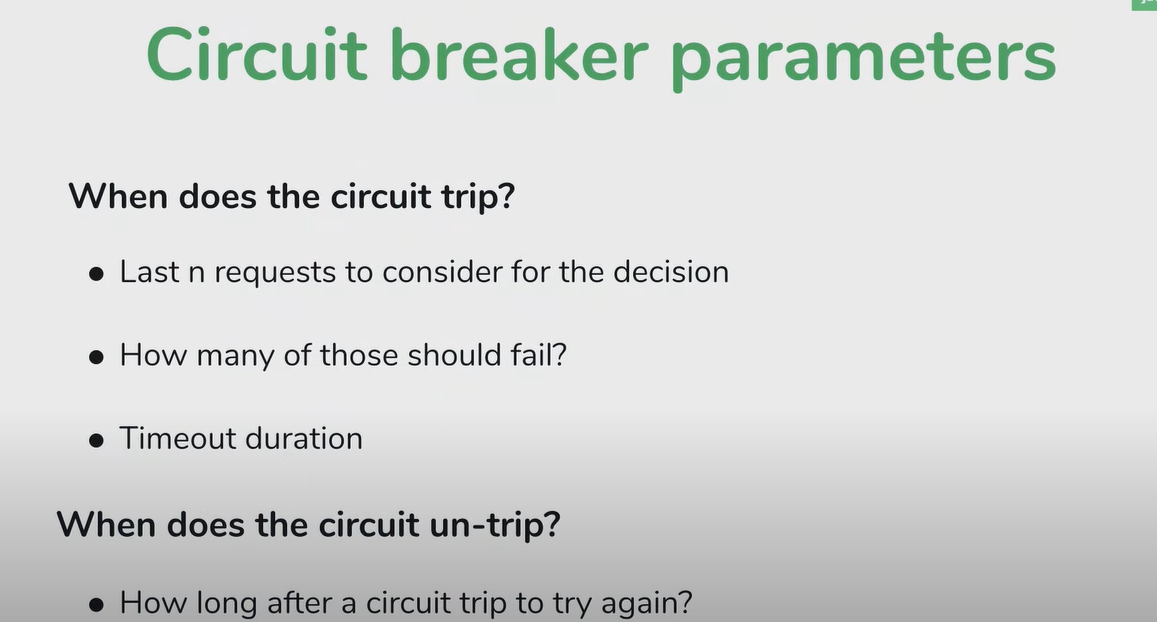 Circuit breaker parameters
When does the circuit trip?
● Last n requests to consider for the decision
● How many of those should fail?
● Timeout duration
When does the circuit un-trip?
● How long after a circuit trip to try again?